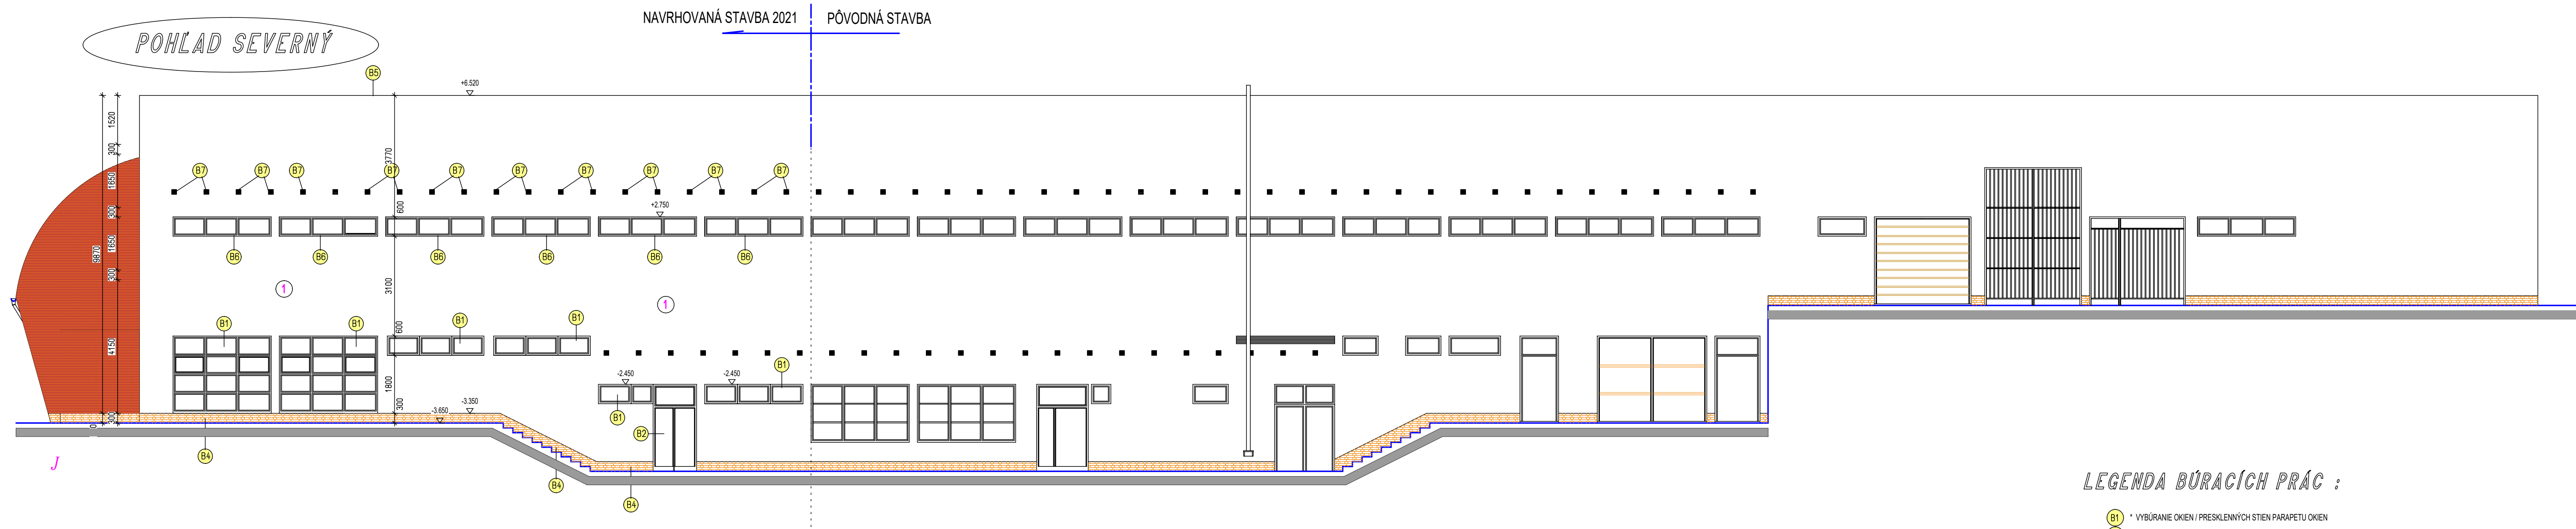 NAVRHOVANÁ STAVBA 2021 PÔVODNÁ STAVBA
POHĽAD SEVERNÝ
B5
+6.520
1520
300
3770
B7 B7 B7 B7 B7 B7 B7 B7 B7 B7
1650
300
600
+2.750
1650
9870
B6 B6 B6 B6 B6 B6
300
3100
1 1
B1 B1 B1 B1
600
4150
B1
-2.450 -2.450
1800
300
-3.350
-3.650
300
B1
B2
B4
J
B4
B4
LEGENDA BÚRACÍCH PRÁC :
B1 * VYBÚRANIE OKIEN / PRESKLENNÝCH STIEN PARAPETU OKIEN